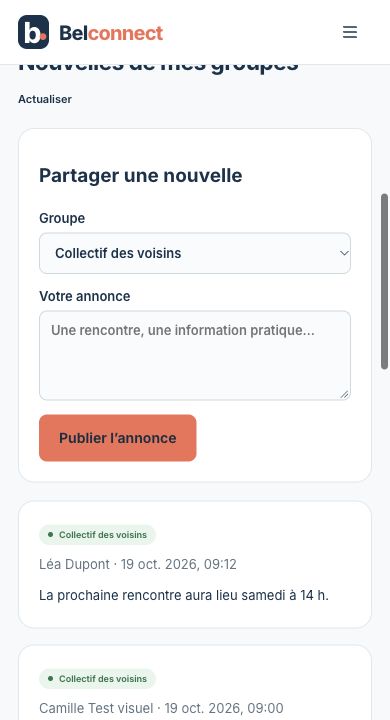 b.
Belconnect
Nouvelles de mes groupes
Actualiser
Partager une nouvelle
Groupe
Collectif des voisins
Votre annonce
Une rencontre, une information pratique...
Publier l’annonce
Collectif des voisins
Léa Dupont · 19 oct. 2026, 09:12
La prochaine rencontre aura lieu samedi à 14 h.
Collectif des voisins
Camille Test visuel · 19 oct. 2026, 09:00